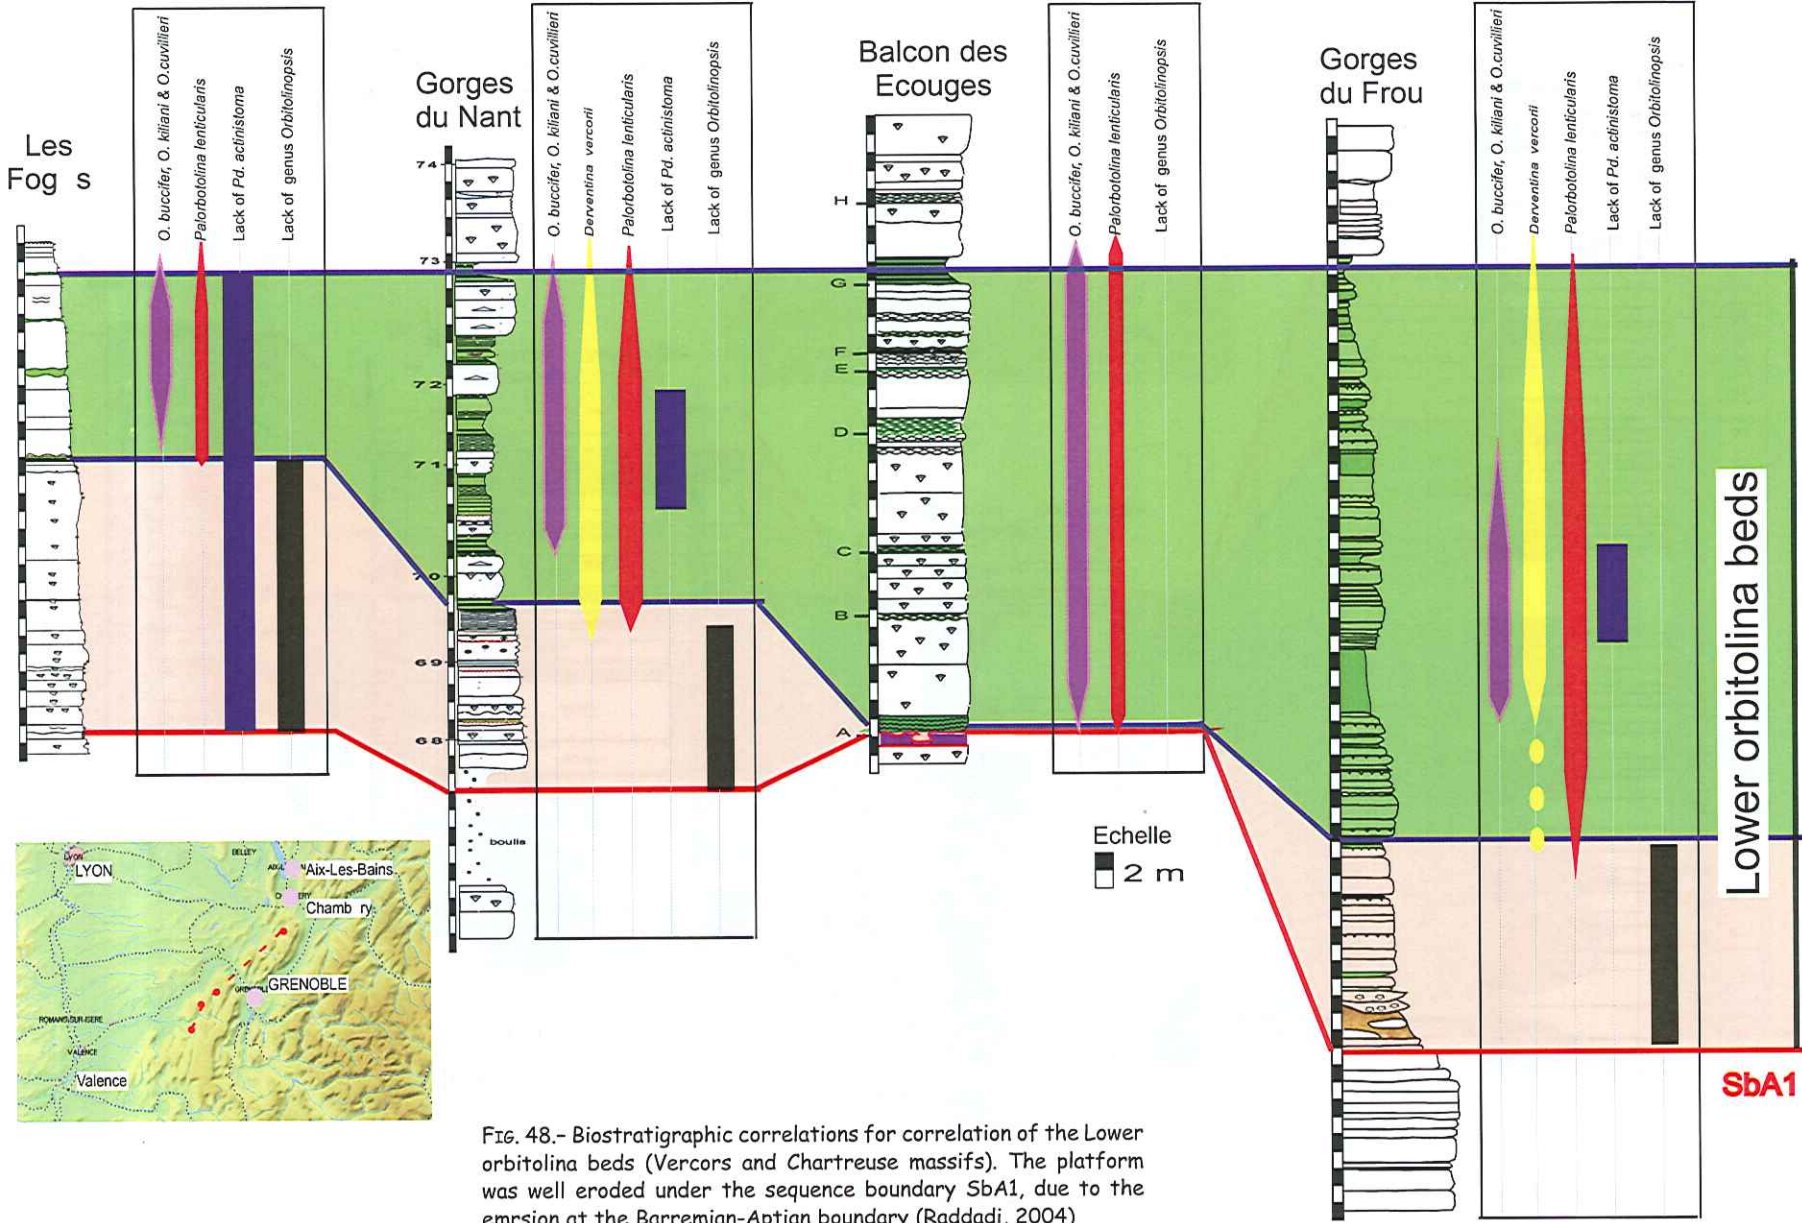 Les
Fog s
O. buccifer, O. kiliani & O.cuvillieri
Palorbotolina lenticularis
Lack of Pd. actinistoma
Lack of genus Orbitolinopsis
Gorges
du Nant
74
73
72
71
70
69
68
boulis
O. buccifer, O. kiliani & O.cuvillieri
Derventina vercorii
Palorbotolina lenticularis
Lack of Pd. actinistoma
Lack of genus Orbitolinopsis
Balcon des
Ecouges
H
G
F
E
D
C
B
A
O. buccifer, O. kiliani & O.cuvillieri
Palorbotolina lenticularis
Lack of genus Orbitolinopsis
Echelle
2 m
Gorges
du Frou
O. buccifer, O. kiliani & O.cuvillieri
Derventina vercorii
Palorbotolina lenticularis
Lack of Pd. actinistoma
Lack of genus Orbitolinopsis
Lower orbitolina beds
SbA1
LYON
LYON
BELLEY
Aix-Les-Bains
Chamb ry
GRENOBLE
ROMANS-SUR-ISERE
VALENCE
Valence
FIG. 48.- Biostratigraphic correlations for correlation of the Lower
orbitolina beds (Vercors and Chartreuse massifs). The platform
was well eroded under the sequence boundary SbA1, due to the
emrsion at the Barremian-Aptian boundary (Raddadi, 2004)